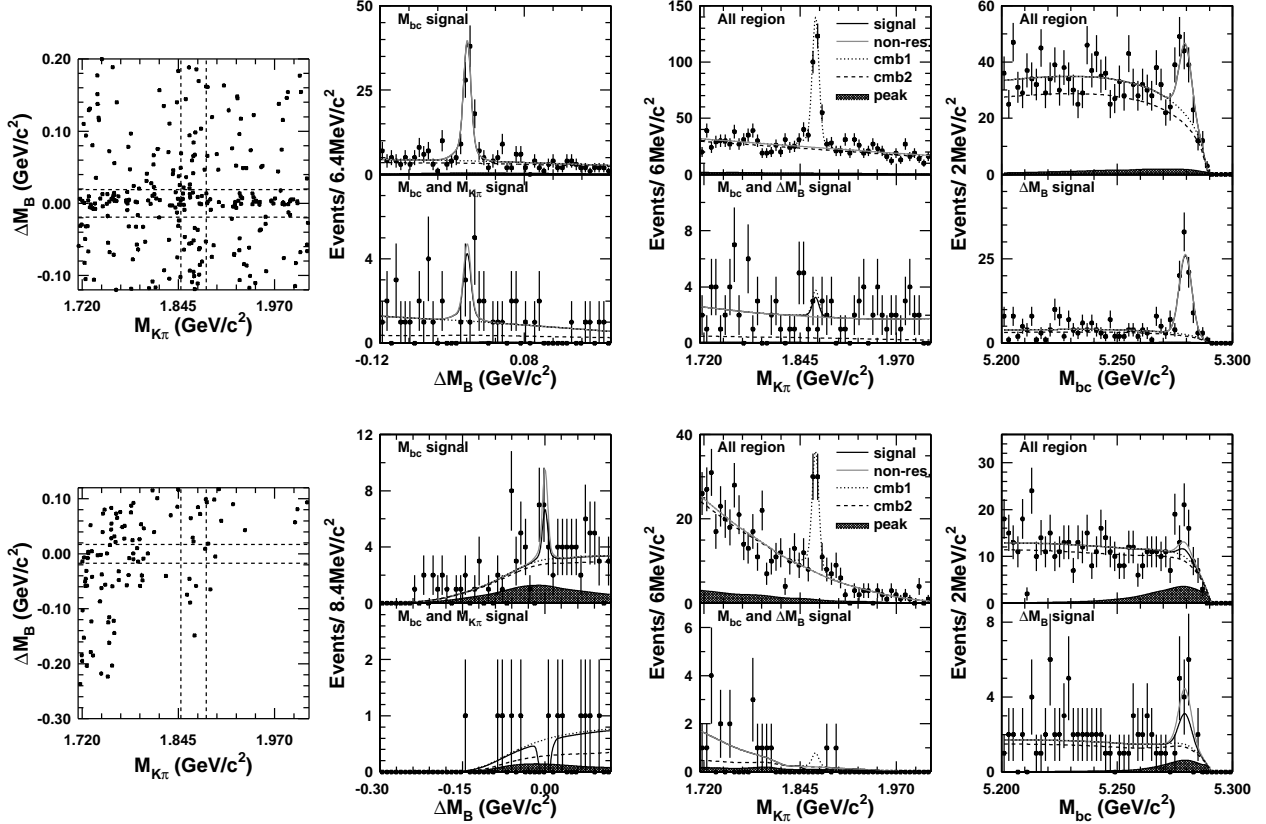 0.20
0.10
0.00
-0.10
ΔM_B (GeV/c²)
1.720 1.845 1.970
M_Kπ (GeV/c²)
M_bc signal
5
2.5
0
Events/ 6.4MeV/c²
M_bc and M_Kπ signal
4
2
0
-0.12 0.08
ΔM_B (GeV/c²)
All region
signal
non-res.
cmb1
cmb2
peak
150
100
50
0
Events/ 6MeV/c²
M_bc and ΔM_B signal
8
4
0
1.720 1.845 1.970
M_Kπ (GeV/c²)
All region
60
40
20
0
Events/ 2MeV/c²
ΔM_B signal
25
0
5.200 5.250 5.300
M_bc (GeV/c²)
0.10
0.00
-0.10
-0.20
-0.30
ΔM_B (GeV/c²)
1.720 1.845 1.970
M_Kπ (GeV/c²)
M_bc signal
12
8
4
0
Events/ 8.4MeV/c²
M_bc and M_Kπ signal
2
1
0
-0.30 -0.15 0.00
ΔM_B (GeV/c²)
All region
signal
non-res.
cmb1
cmb2
peak
40
20
0
Events/ 6MeV/c²
M_bc and ΔM_B signal
6
4
2
0
1.720 1.845 1.970
M_Kπ (GeV/c²)
All region
30
20
10
0
Events/ 2MeV/c²
ΔM_B signal
8
4
0
5.200 5.250 5.300
M_bc (GeV/c²)